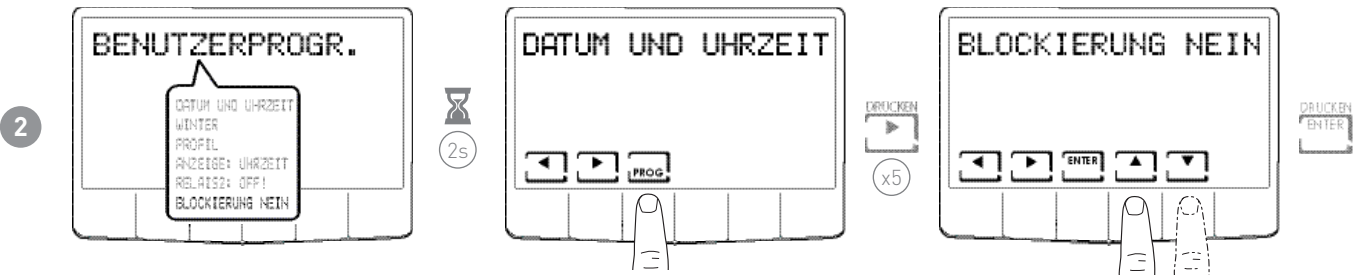 2
BENUTZERPROGR.
DATUM UND UHRZEIT
WINTER
PROFIL
ANZEIGE: UHRZEIT
RELAIS2: OFF!
BLOCKIERUNG NEIN
2s
DATUM UND UHRZEIT
PROG
DRUCKEN
x5
BLOCKIERUNG NEIN
ENTER
DRUCKEN
ENTER